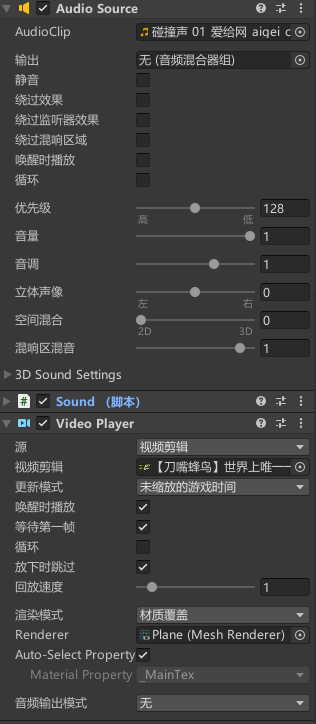 Audio Source
AudioClip 碰撞声 01 爱给网 aigei c
输出 无 (音频混合器组)
静音
绕过效果
绕过监听器效果
绕过混响区域
唤醒时播放
循环
优先级 128
高 低
音量 1
音调 1
立体声像 0
左 右
空间混合 0
2D 3D
混响区混音 1
3D Sound Settings
# Sound （脚本）
Video Player
源 视频剪辑
视频剪辑 【刀嘴蜂鸟】世界上唯一一
更新模式 未缩放的游戏时间
唤醒时播放
等待第一帧
循环
放下时跳过
回放速度 1
渲染模式 材质覆盖
Renderer Plane (Mesh Renderer)
Auto-Select Property
Material Property _MainTex
音频输出模式 无